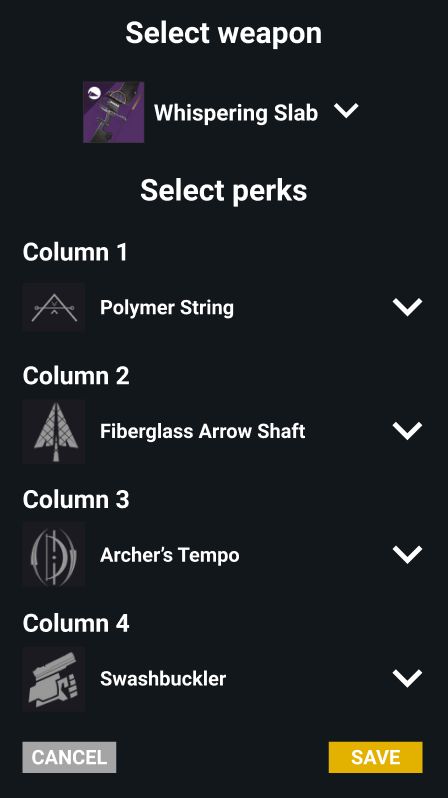 Select weapon
Whispering Slab
Select perks
Column 1
Polymer String
Column 2
Fiberglass Arrow Shaft
Column 3
Archer’s Tempo
Column 4
Swashbuckler
CANCEL
SAVE